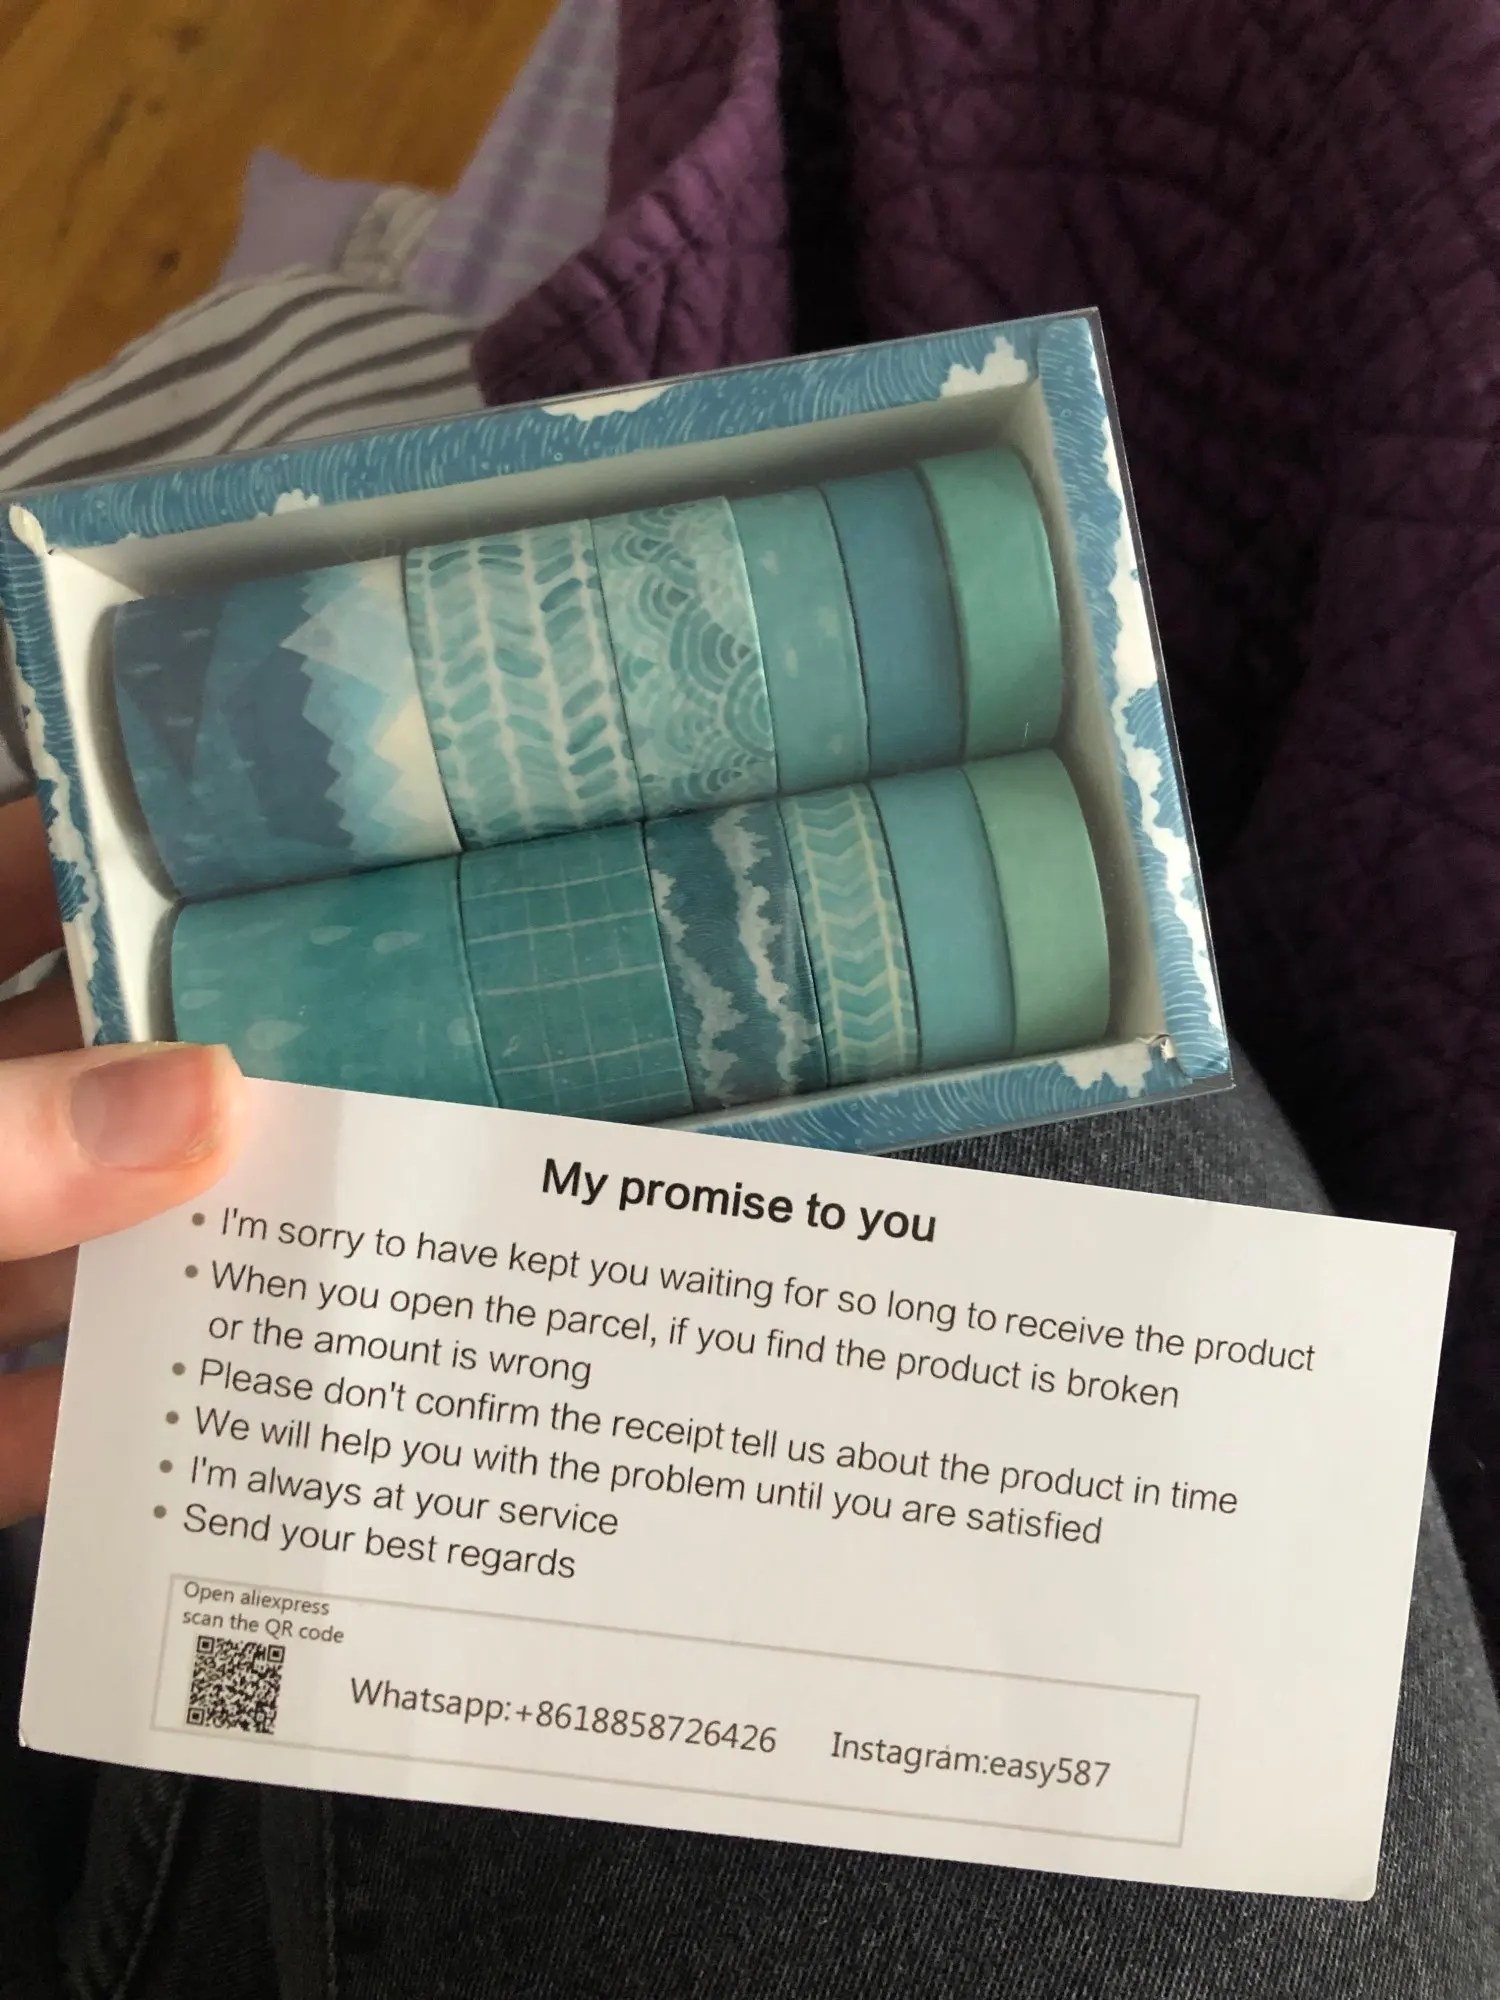 My promise to you
• I'm sorry to have kept you waiting for so long to receive the product
• When you open the parcel, if you find the product is broken
or the amount is wrong
• Please don't confirm the receipt tell us about the product in time
• We will help you with the problem until you are satisfied
• I'm always at your service
• Send your best regards
Open aliexpress
scan the QR code
Whatsapp:+8618858726426 Instagram:easy587